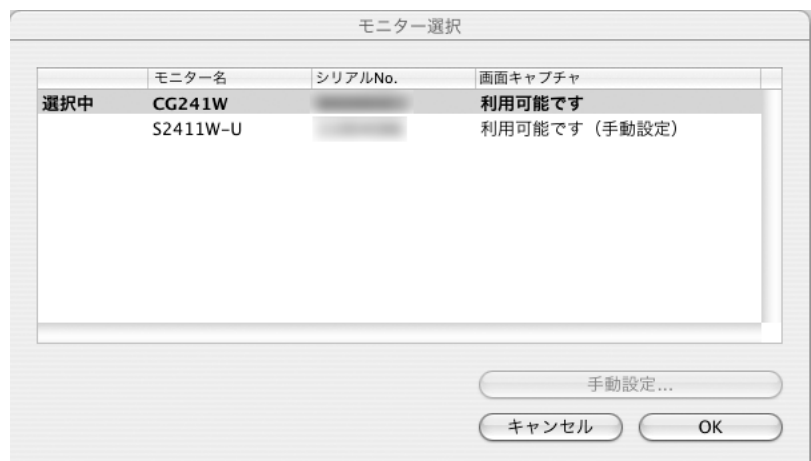 モニター選択
モニター名 シリアルNo. 画面キャプチャ
選択中 CG241W 利用可能です
S2411W-U 利用可能です（手動設定）
手動設定...
キャンセル OK